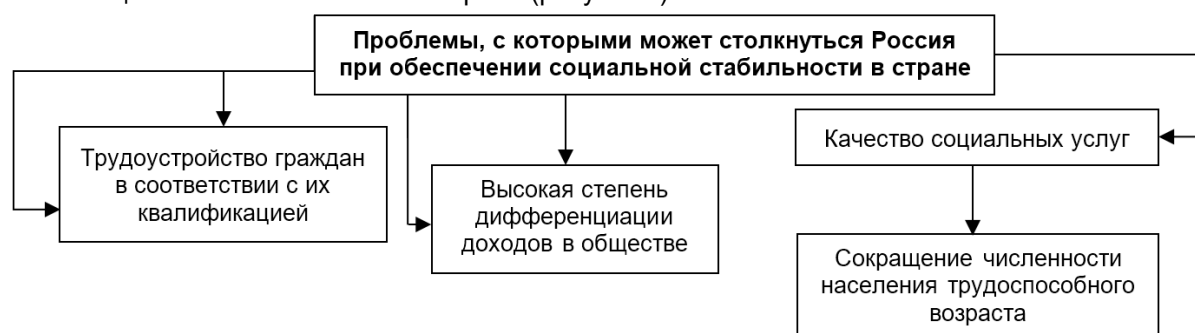 Проблемы, с которыми может столкнуться Россия
при обеспечении социальной стабильности в стране
Трудоустройство граждан
в соответствии с их
квалификацией
Высокая степень
дифференциации
доходов в обществе
Качество социальных услуг
Сокращение численности
населения трудоспособного
возраста